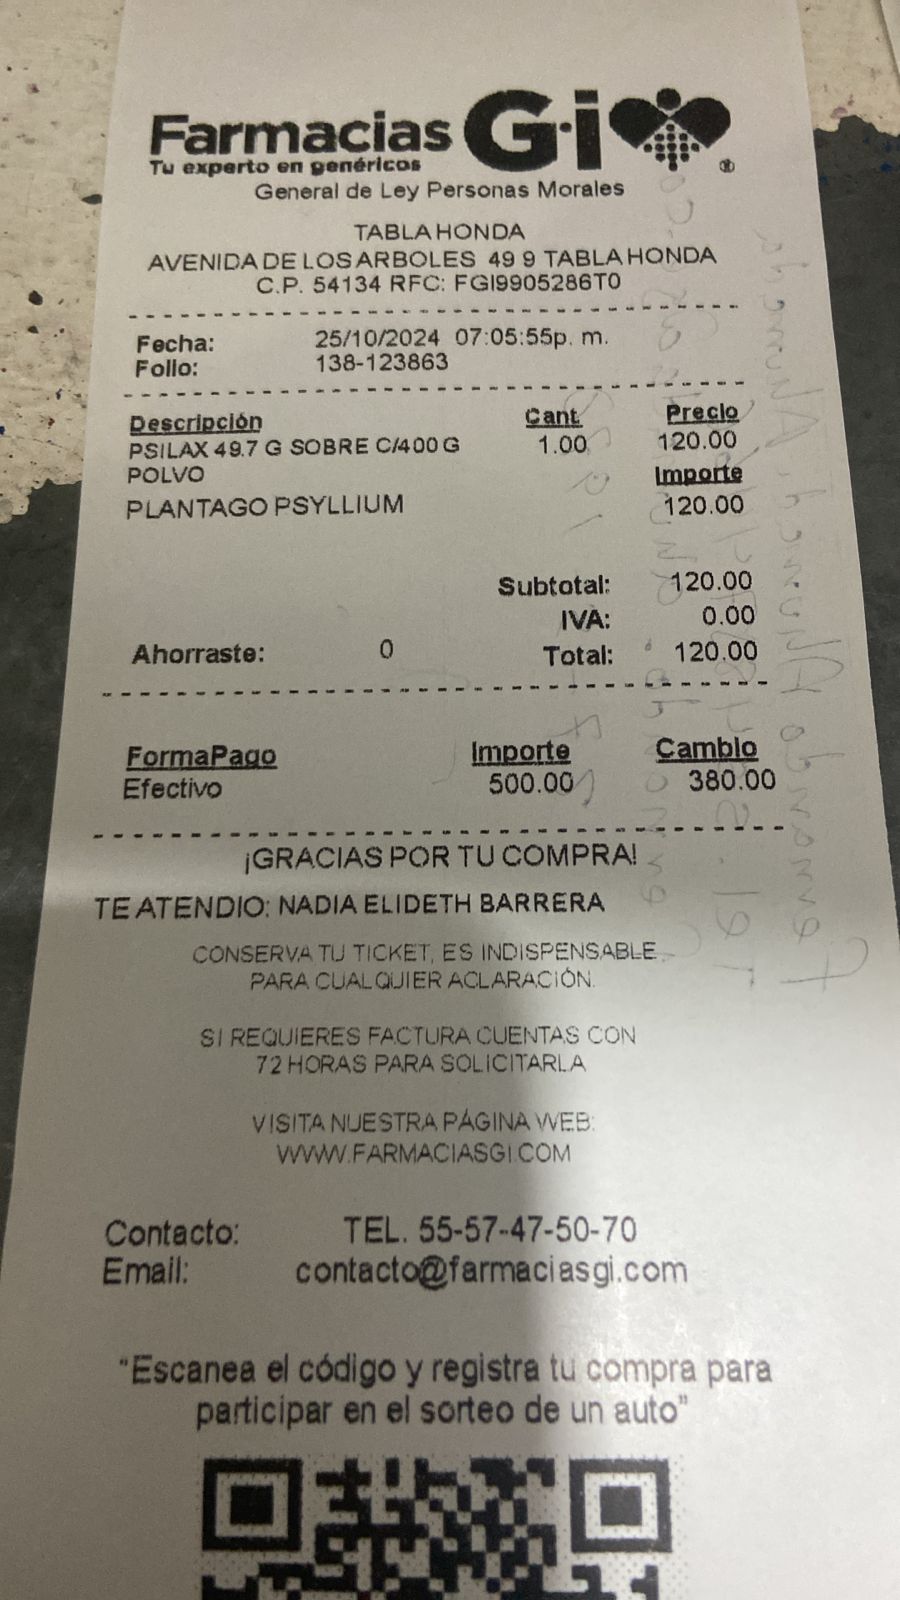 Farmacias G·i
Tu experto en genéricos
General de Ley Personas Morales
TABLA HONDA
AVENIDA DE LOS ARBOLES 49 9 TABLA HONDA
C.P. 54134 RFC: FGI9905286T0
Fecha: 25/10/2024 07:05:55p. m.
Folio: 138-123863
Descripción Cant Precio
PSILAX 49.7 G SOBRE C/400 G 1.00 120.00
POLVO Importe
PLANTAGO PSYLLIUM 120.00
Subtotal: 120.00
IVA: 0.00
Ahorraste: 0 Total: 120.00
FormaPago Importe Cambio
Efectivo 500.00 380.00
¡GRACIAS POR TU COMPRA!
TE ATENDIO: NADIA ELIDETH BARRERA
CONSERVA TU TICKET, ES INDISPENSABLE
PARA CUALQUIER ACLARACIÓN.
SI REQUIERES FACTURA CUENTAS CON
72 HORAS PARA SOLICITARLA
VISITA NUESTRA PÁGINA WEB:
WWW.FARMACIASGI.COM
Contacto: TEL. 55-57-47-50-70
Email: contacto@farmaciasgi.com
"Escanea el código y registra tu compra para
participar en el sorteo de un auto"